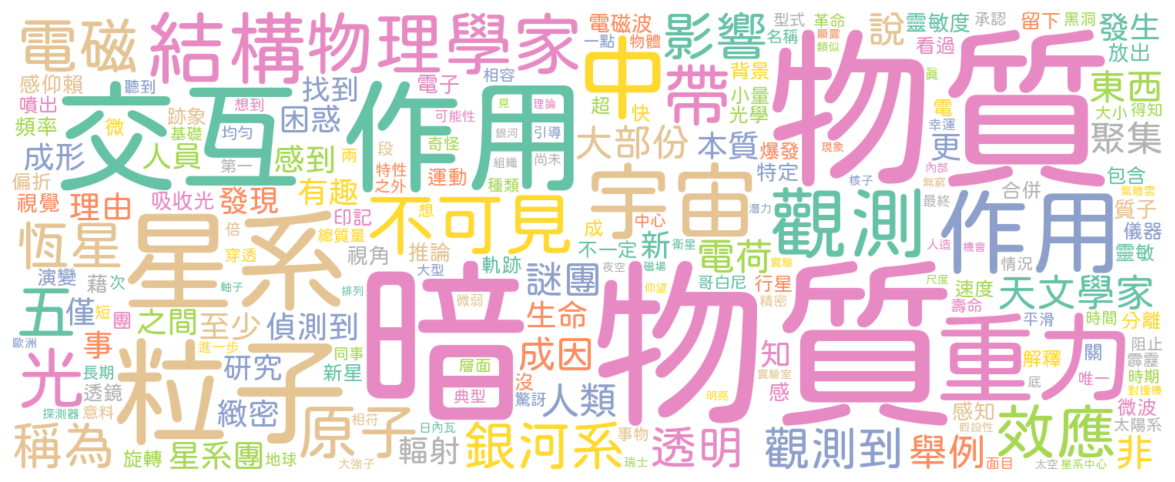 電磁
結構
物理學家
電磁波
一點
物體
影響
型式
名稱
革命
屬靈
類似
說
靈敏度
承認
看過
留下
黑洞
發生
放出
感仰賴
聽到
噴出
頻率
微
跡象
基礎
想到
均勻
找到
困惑
電子
相容
見
理論
可能性
中
帶
背景
小量
光學
超
快
物質
東西
大小
得知
聚集
交互作用
銀河
引導
奇怪
大部份
本質
爆發
現象
特定
幸運
更
成形
人員
第一
感到
兩
段
特性
之外
運動
組織
種類
尚未
核子
內部
無窮
合併
最終
包含
氣體雲
質子
偏折
視覺
理由
吸收光
發現
有趣
印記
總質量
不可見
想
宇宙
成
中心
潛力
觀測
作用
儀器
靈敏
恆星
星系
倍
穿透
視角
推論
大型
軌跡
不一定
新
衛星
電荷
實驗
人造
機會
情況
演變
藉
次
軸子
排列
微弱
謎團
夜空
磁場
仰望
哥白尼
行星
精密
尺度
速度
壽命
天文學家
五
僅
短
團
之間
至少
偵測到
暗物質
生命
重力
平滑
時間
分離
歐洲
事
進一步
同事
新星
層面
成因
知
關
阻止
霹靂
光
粒子
長期
透鏡
研究
典型
沒
驚訝
人類
明亮
實驗室
感
解釋
底
唯一
時期
對撞機
探測器
意料
緻密
原子
相符
日內瓦
事物
感知
假設性
效應
微波
太陽系
稱為
旋轉
星系團
地球
大強子
輻射
銀河系
瑞士
透明
觀測到
舉例
面目
太空
星系中心
非